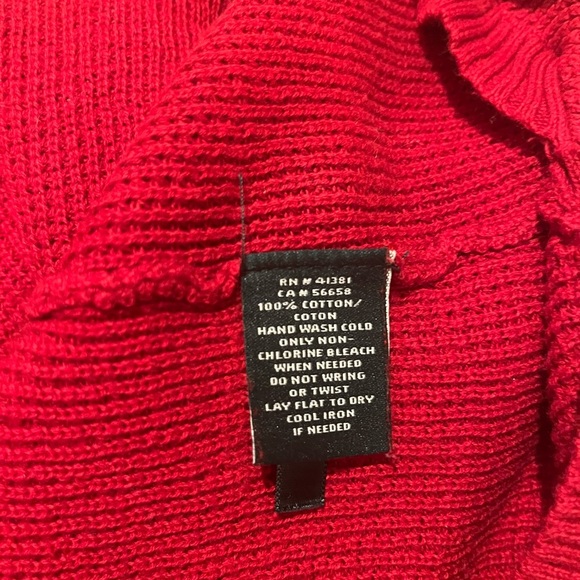 RN # 41381
CA # 56658
100% COTTON/
COTON
HAND WASH COLD
ONLY NON-
CHLORINE BLEACH
WHEN NEEDED
DO NOT WRING
OR TWIST
LAY FLAT TO DRY
COOL IRON
IF NEEDED